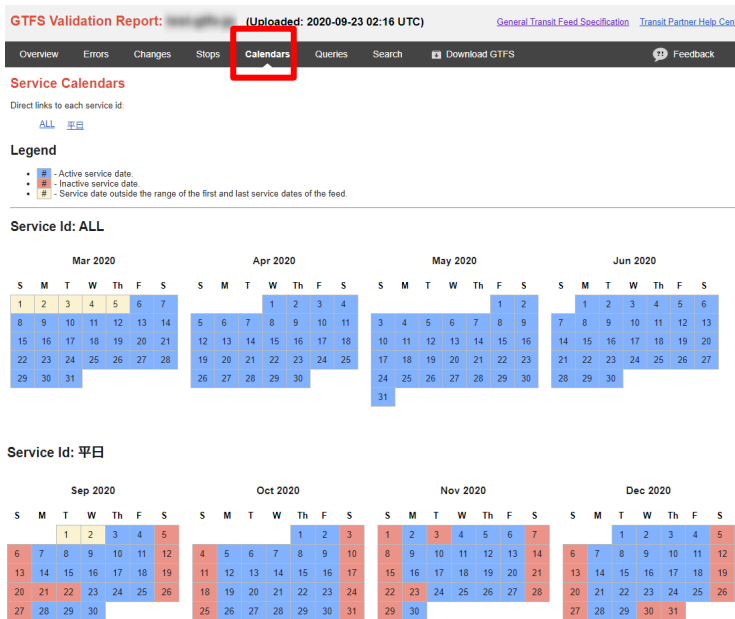 GTFS Validation Report: (Uploaded: 2020-09-23 02:16 UTC) General Transit Feed Specification Transit Partner Help Cen
Overview Errors Changes Stops Calendars Queries Search Download GTFS Feedback
Service Calendars
Direct links to each service id:
ALL 平日
Legend
• # - Active service date.
• # - Inactive service date.
• # - Service date outside the range of the first and last service dates of the feed.
Service Id: ALL
Mar 2020 Apr 2020 May 2020 Jun 2020
S M T W Th F S S M T W Th F S S M T W Th F S S M T W Th F S
1 2 3 4 5 6 7 1 2 3 4 1 2 1 2 3 4 5 6
8 9 10 11 12 13 14 5 6 7 8 9 10 11 3 4 5 6 7 8 9 7 8 9 10 11 12 13
15 16 17 18 19 20 21 12 13 14 15 16 17 18 10 11 12 13 14 15 16 14 15 16 17 18 19 20
22 23 24 25 26 27 28 19 20 21 22 23 24 25 17 18 19 20 21 22 23 21 22 23 24 25 26 27
29 30 31 26 27 28 29 30 24 25 26 27 28 29 30 28 29 30
31
Service Id: 平日
Sep 2020 Oct 2020 Nov 2020 Dec 2020
S M T W Th F S S M T W Th F S S M T W Th F S S M T W Th F S
1 2 3 4 5 1 2 3 1 2 3 4 5 6 7 1 2 3 4 5
6 7 8 9 10 11 12 4 5 6 7 8 9 10 8 9 10 11 12 13 14 6 7 8 9 10 11 12
13 14 15 16 17 18 19 11 12 13 14 15 16 17 15 16 17 18 19 20 21 13 14 15 16 17 18 19
20 21 22 23 24 25 26 18 19 20 21 22 23 24 22 23 24 25 26 27 28 20 21 22 23 24 25 26
27 28 29 30 25 26 27 28 29 30 31 29 30 27 28 29 30 31